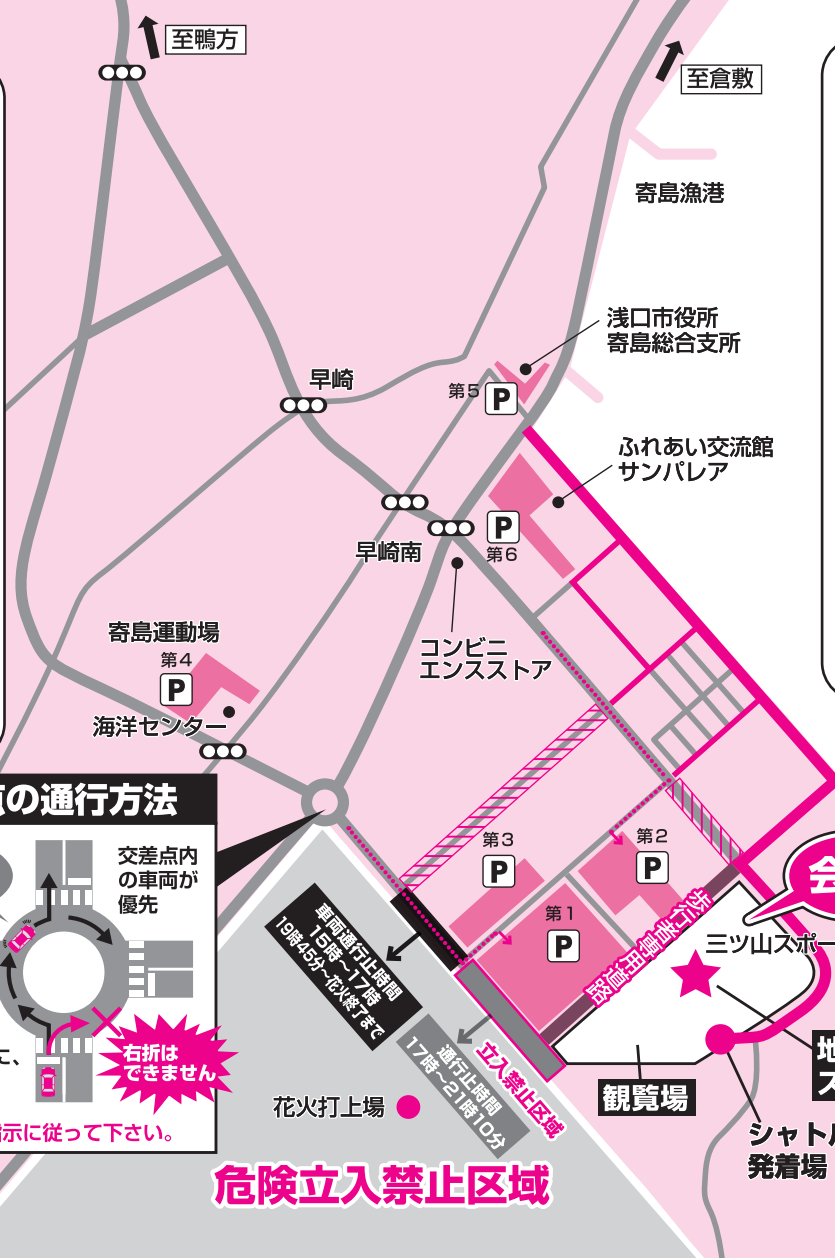 至鴨方
至倉敷
寄島漁港
浅口市役所
寄島総合支所
早崎
第5
P
ふれあい交流館
サンパレア
P
第6
早崎南
コンビニ
エンスストア
寄島運動場
第4
P
海洋センター
の通行方法
交差点内
の車両が
優先
に、
右折は
できません
指示に従って下さい。
第3
P
第2
P
第1
P
歩行者専用道路
会
三ツ山スポー
車両通行止時間
15時〜17時
19時45分〜花火終了まで
通行止時間
17時〜21時10分
立入禁止区域
観覧場
地
ス
シャトル
発着場
花火打上場
危険立入禁止区域